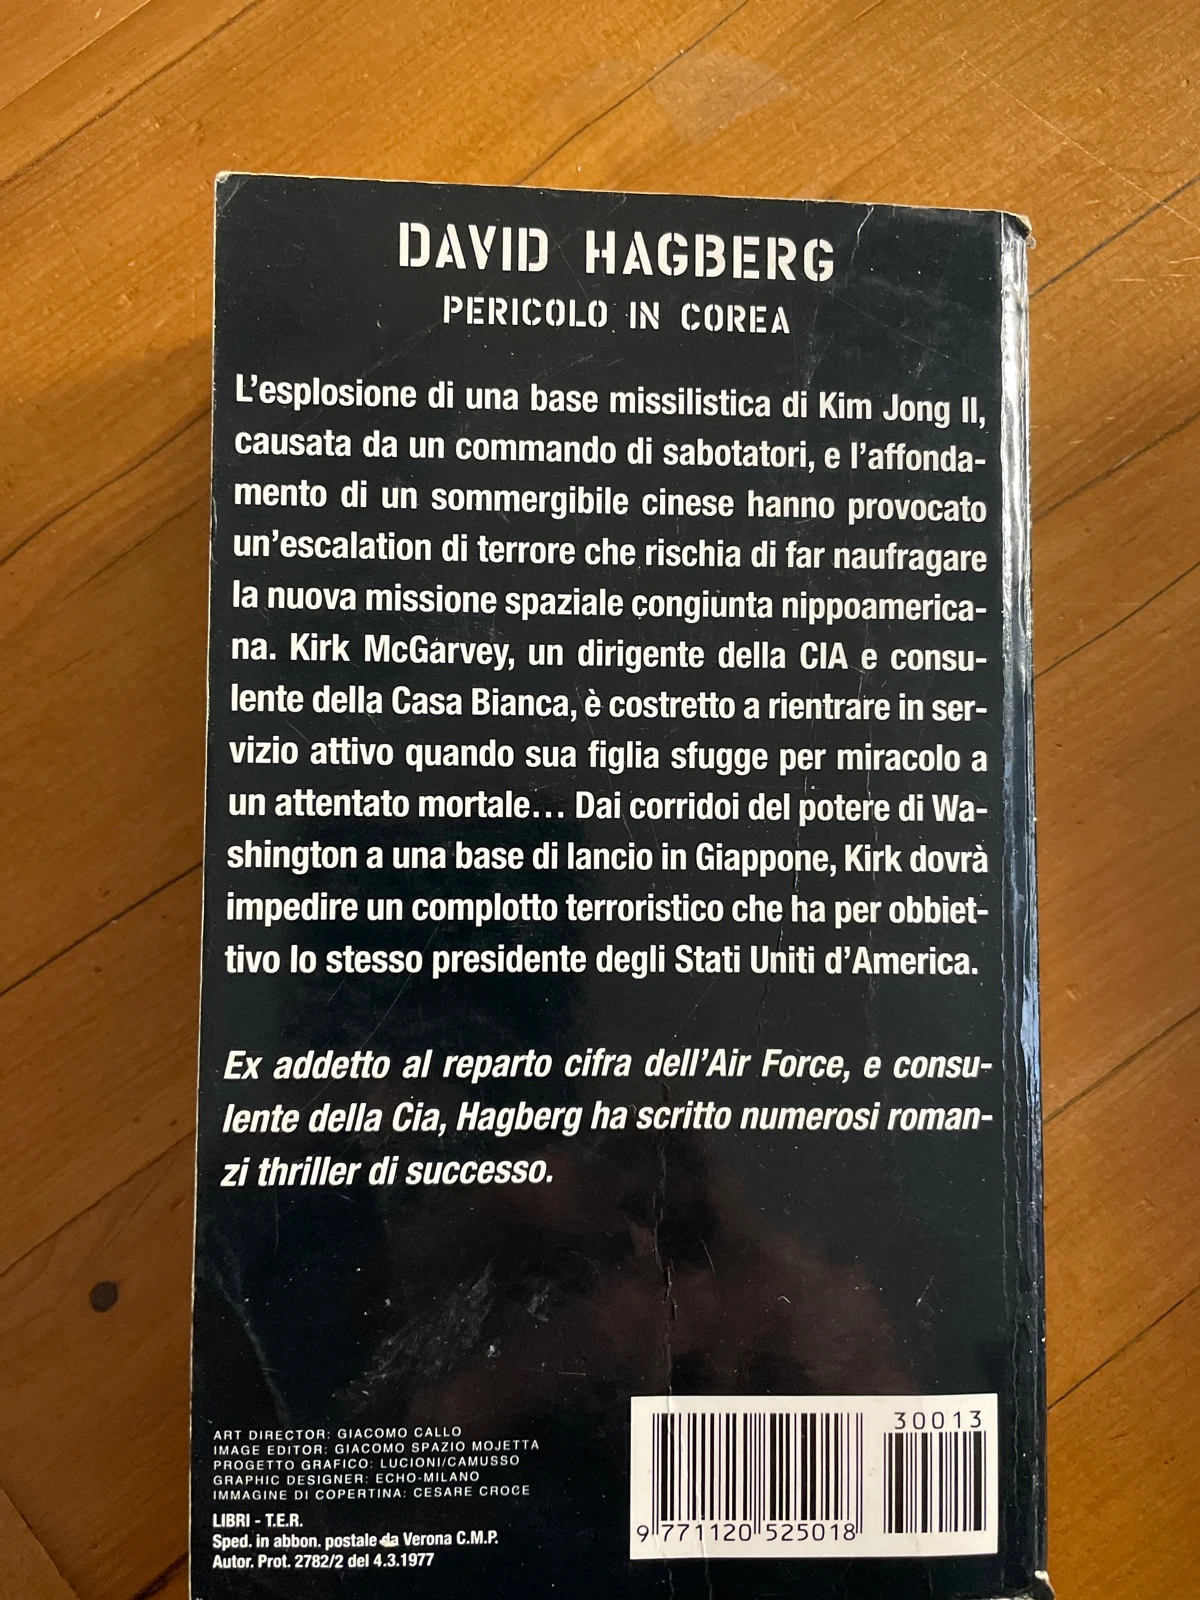 DAVID HAGBERG
PERICOLO IN COREA
L'esplosione di una base missilistica di Kim Jong Il,
causata da un commando di sabotatori, e l'affonda-
mento di un sommergibile cinese hanno provocato
un'escalation di terrore che rischia di far naufragare
la nuova missione spaziale congiunta nippoamerica-
na. Kirk McGarvey, un dirigente della CIA e consu-
lente della Casa Bianca, è costretto a rientrare in ser-
vizio attivo quando sua figlia sfugge per miracolo a
un attentato mortale... Dai corridoi del potere di Wa-
shington a una base di lancio in Giappone, Kirk dovrà
impedire un complotto terroristico che ha per obbiet-
tivo lo stesso presidente degli Stati Uniti d'America.
Ex addetto al reparto cifra dell'Air Force, e consu-
lente della Cia, Hagberg ha scritto numerosi roman-
zi thriller di successo.
ART DIRECTOR: GIACOMO CALLO
IMAGE EDITOR: GIACOMO SPAZIO MOJETTA
PROGETTO GRAFICO: LUCIONI/CAMUSSO
GRAPHIC DESIGNER: ECHO-MILANO
IMMAGINE DI COPERTINA: CESARE CROCE
LIBRI - T.E.R.
Sped. in abbon. postale da Verona C.M.P.
Autor. Prot. 2782/2 del 4.3.1977
30013
9 771120 525018